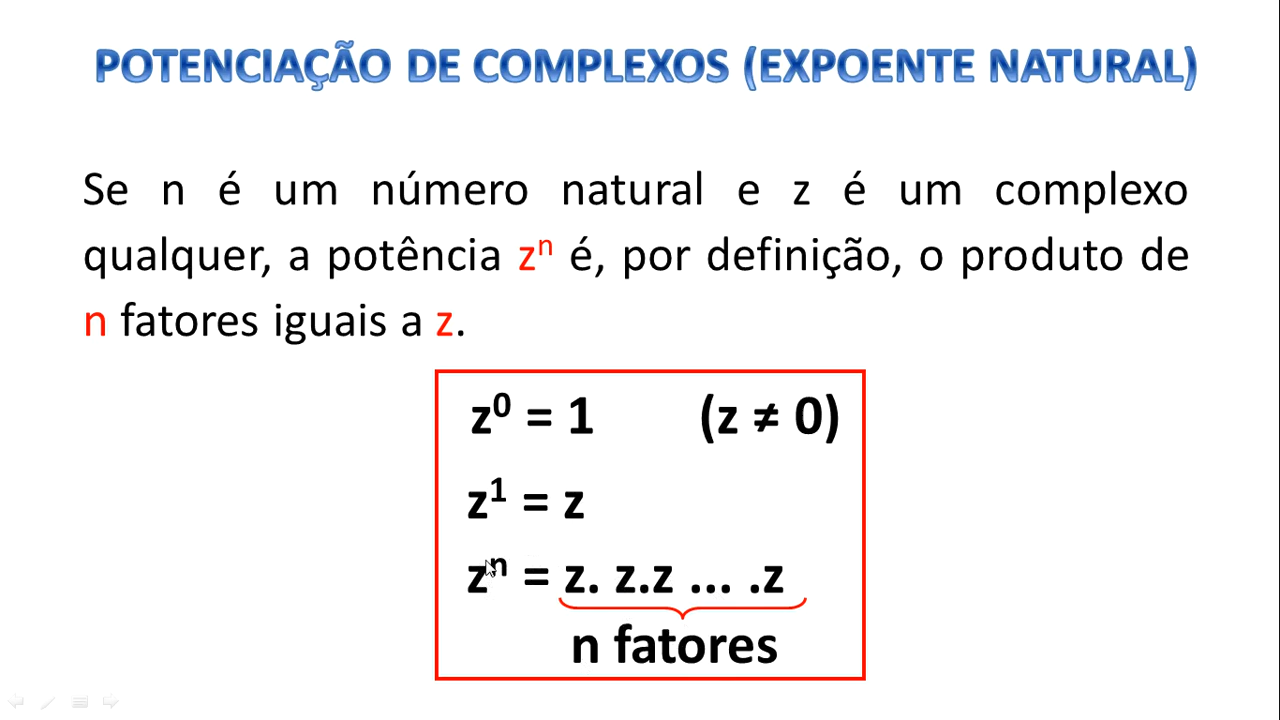 POTENCIAÇÃO DE COMPLEXOS (EXPOENTE NATURAL)
Se n é um número natural e z é um complexo
qualquer, a potência zⁿ é, por definição, o produto de
n fatores iguais a z.
z⁰ = 1 (z ≠ 0)
z¹ = z
zⁿ = z. z.z ... .z
n fatores